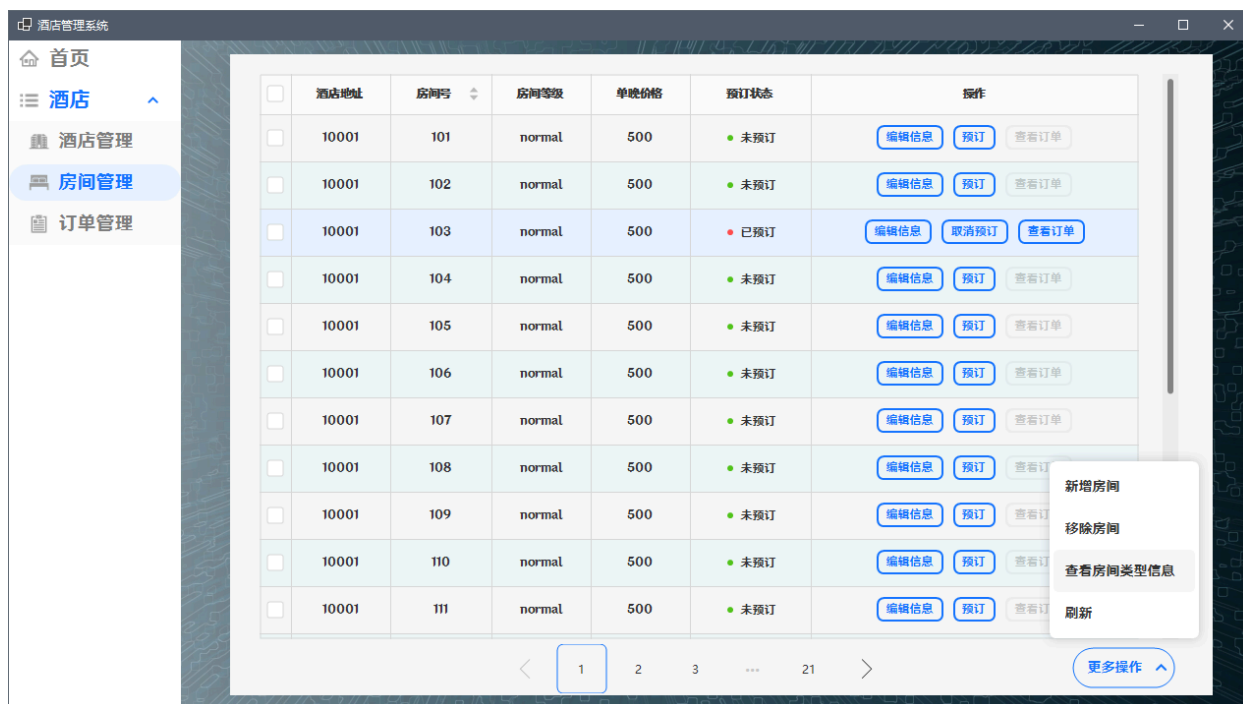 酒店管理系统
首页
酒店
酒店管理
房间管理
订单管理
酒店地址 房间号 房间等级 单晚价格 预订状态 操作
10001 101 normal 500 未预订 编辑信息 预订 查看订单
10001 102 normal 500 未预订 编辑信息 预订 查看订单
10001 103 normal 500 已预订 编辑信息 取消预订 查看订单
10001 104 normal 500 未预订 编辑信息 预订 查看订单
10001 105 normal 500 未预订 编辑信息 预订 查看订单
10001 106 normal 500 未预订 编辑信息 预订 查看订单
10001 107 normal 500 未预订 编辑信息 预订 查看订单
10001 108 normal 500 未预订 编辑信息 预订 查看订
10001 109 normal 500 未预订 编辑信息 预订 查看订
10001 110 normal 500 未预订 编辑信息 预订 查看订
10001 111 normal 500 未预订 编辑信息 预订 查看订
新增房间
移除房间
查看房间类型信息
刷新
1 2 3 ••• 21
更多操作